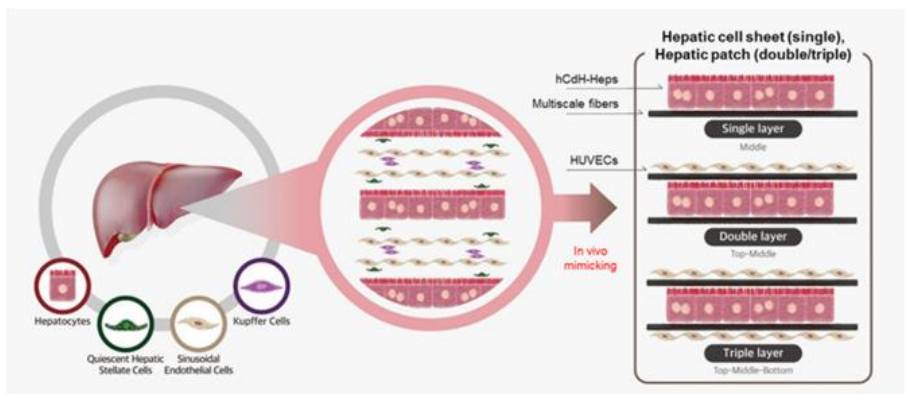 Hepatic cell sheet (single),
Hepatic patch (double/triple)
hCdH-Heps
Multiscale fibers
Single layer
Middle
HUVECs
Double layer
Top-Middle
In vivo
mimicking
Triple layer
Top-Middle-Bottom
Hepatocytes
Quiescent Hepatic
Stellate Cells
Sinusoidal
Endothelial Cells
Kupffer Cells